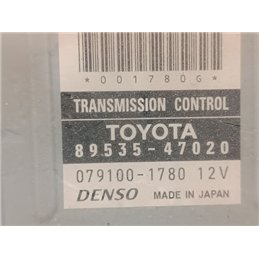 *001780G*
TRANSMISSION CONTROL
TOYOTA
89535-47020
079100-1780 12V
DENSO MADE IN JAPAN